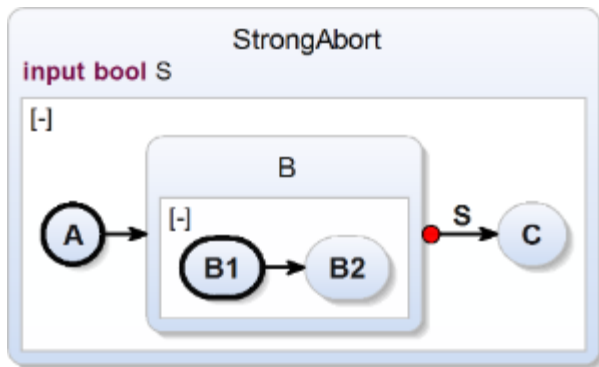 StrongAbort
input bool S
[-]
B
[-]
A
B1
B2
S
C